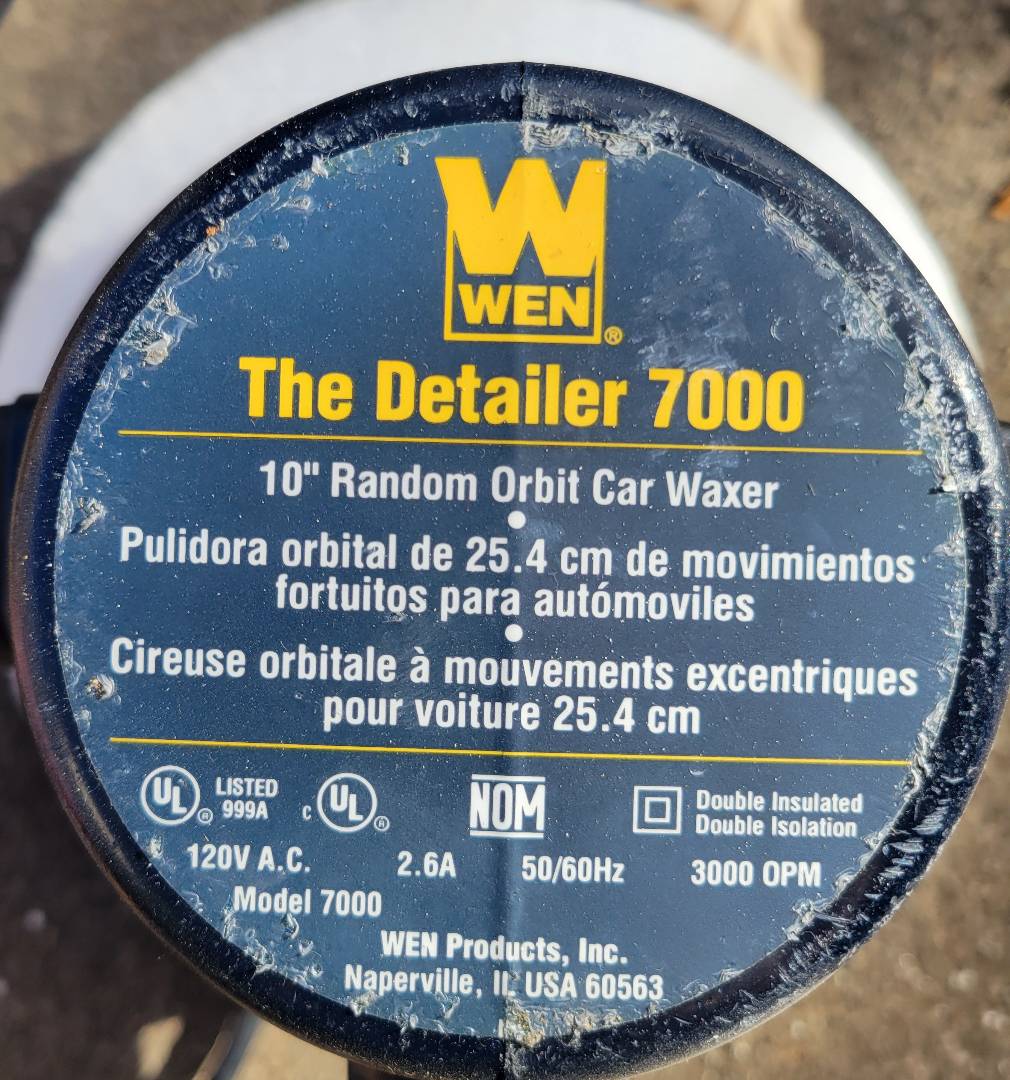 WEN®
The Detailer 7000
10" Random Orbit Car Waxer
Pulidora orbital de 25.4 cm de movimientos
fortuitos para autómoviles
Cireuse orbitale à mouvements excentriques
pour voiture 25.4 cm
UL® LISTED 999A c UL® NOM Double Insulated
Double Isolation
120V A.C. 2.6A 50/60Hz 3000 OPM
Model 7000
WEN Products, Inc.
Naperville, IL USA 60563